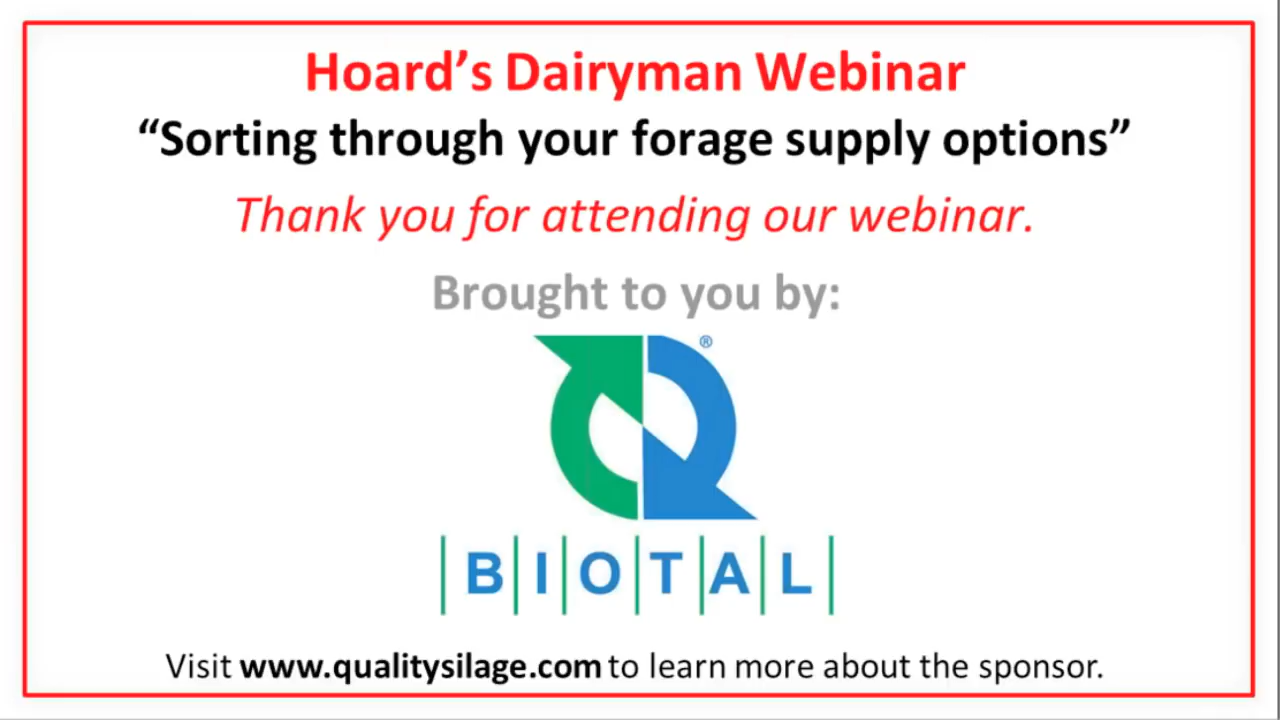 Hoard’s Dairyman Webinar
“Sorting through your forage supply options”
Thank you for attending our webinar.
Brought to you by:
®
BIOTAL
Visit www.qualitysilage.com to learn more about the sponsor.